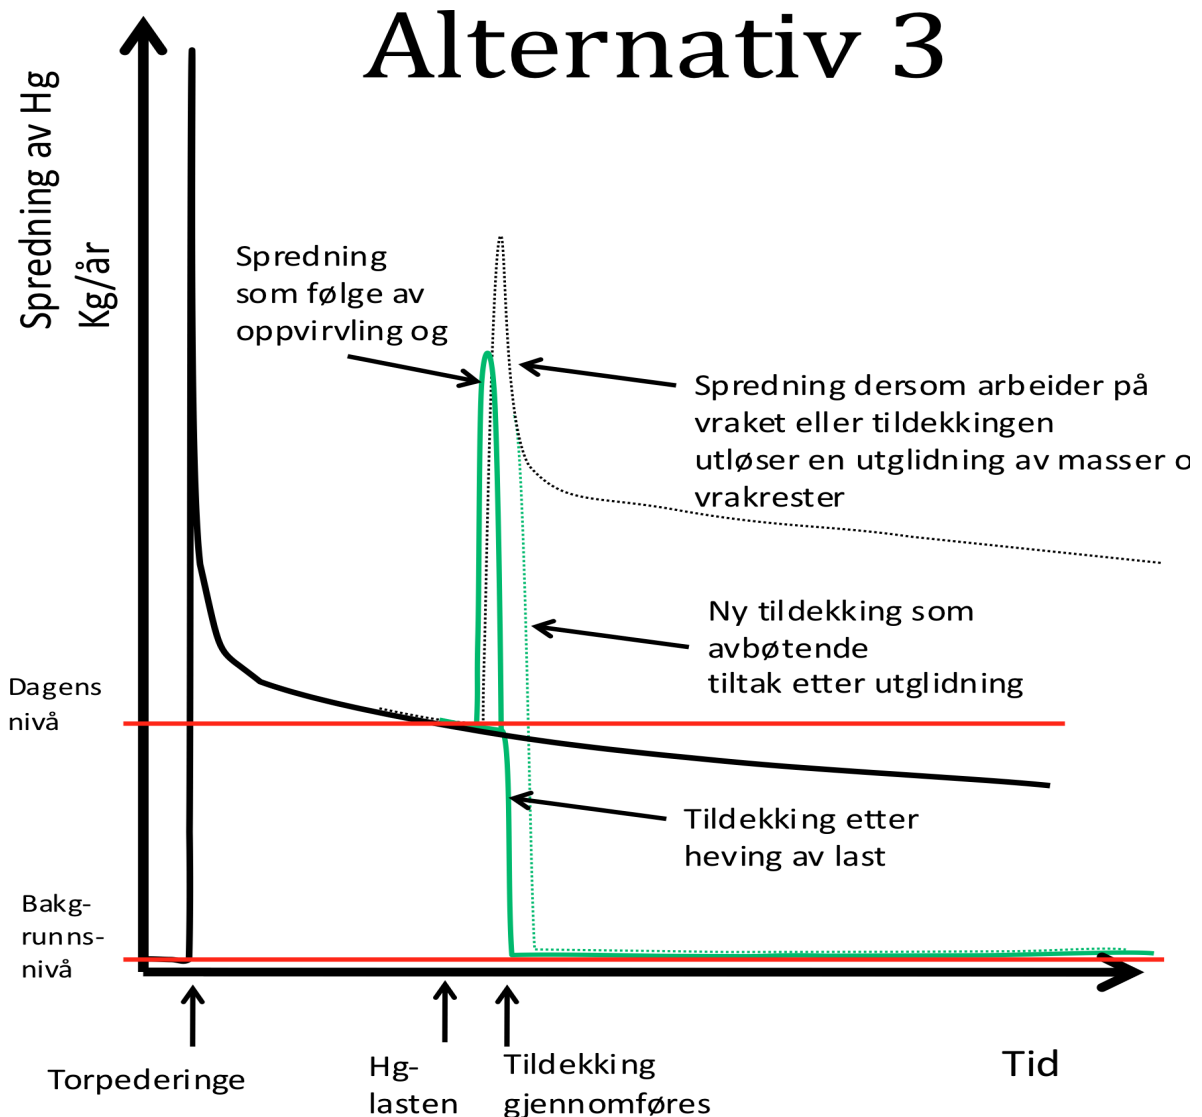 Alternativ 3
Spredning av Hg
Kg/år
Spredning
som følge av
oppvirvling og
Spredning dersom arbeider på
vraket eller tildekkingen
utløser en utglidning av masser o
vrakrester
Ny tildekking som
avbøtende
tiltak etter utglidning
Dagens
nivå
Tildekking etter
heving av last
Bakg-
runns-
nivå
Torpederinge
Hg-
lasten
Tildekking
gjennomføres
Tid